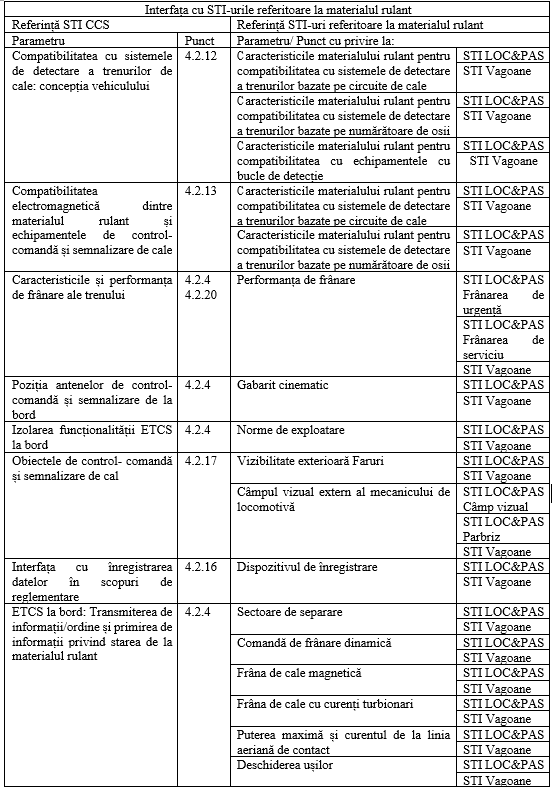 Interfața cu STI-urile referitoare la materialul rulant
Referință STI CCS
Referință STI-uri referitoare la materialul rulant
Parametru
Punct
Parametru/ Punct cu privire la:
Compatibilitatea cu sistemele
de detectare a trenurilor de
cale: concepția vehiculului
4.2.12
Caracteristicile materialului rulant pentru
compatibilitatea cu sistemele de detectare
a trenurilor bazate pe circuite de cale
STI LOC&PAS
STI Vagoane
Caracteristicile materialului rulant pentru
compatibilitatea cu sistemele de detectare
a trenurilor bazate pe numărătoare de osii
STI LOC&PAS
STI Vagoane
Caracteristicile materialului rulant pentru
compatibilitatea cu echipamentele cu
bucle de detecție
STI LOC&PAS
STI Vagoane
Compatibilitatea
electromagnetică dintre
materialul rulant și
echipamentele de control-
comandă și semnalizare de cale
4.2.13
Caracteristicile materialului rulant pentru
compatibilitatea cu sistemele de detectare
a trenurilor bazate pe circuite de cale
STI LOC&PAS
STI Vagoane
Caracteristicile materialului rulant pentru
compatibilitatea cu sistemele de detectare
a trenurilor bazate pe numărătoare de osii
STI LOC&PAS
STI Vagoane
Caracteristicile și performanța
de frânare ale trenului
4.2.4
4.2.20
Performanța de frânare
STI LOC&PAS
Frânarea de
urgență
STI LOC&PAS
Frânarea de
serviciu
STI Vagoane
Poziția antenelor de control-
comandă și semnalizare de la
bord
4.2.4
Gabarit cinematic
STI LOC&PAS
STI Vagoane
Izolarea funcționalității ETCS
la bord
4.2.4
Norme de exploatare
STI LOC&PAS
STI Vagoane
Obiectele de control- comandă
și semnalizare de cal
4.2.17
Vizibilitate exterioară Faruri
STI LOC&PAS
STI Vagoane
Câmpul vizual extern al mecanicului de
locomotivă
STI LOC&PAS
Câmp vizual
STI LOC&PAS
Parbriz
STI Vagoane
Interfața cu înregistrarea
datelor în scopuri de
reglementare
4.2.16
Dispozitivul de înregistrare
STI LOC&PAS
STI Vagoane
ETCS la bord: Transmiterea de
informații/ordine și primirea de
informații privind starea de la
materialul rulant
4.2.4
Sectoare de separare
STI LOC&PAS
STI Vagoane
Comandă de frânare dinamică
STI LOC&PAS
STI Vagoane
Frâna de cale magnetică
STI LOC&PAS
STI Vagoane
Frâna de cale cu curenți turbionari
STI LOC&PAS
STI Vagoane
Puterea maximă și curentul de la linia
aeriană de contact
STI LOC&PAS
STI Vagoane
Deschiderea ușilor
STI LOC&PAS
STI Vagoane